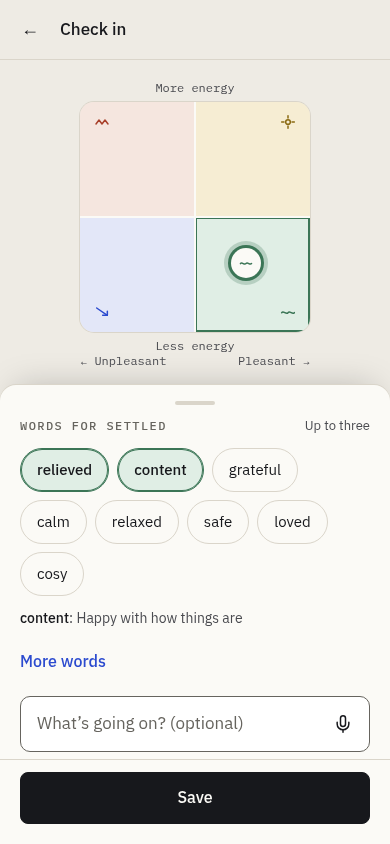 ← Check in
More energy
Less energy
← Unpleasant Pleasant →
WORDS FOR SETTLED Up to three
relieved content grateful
calm relaxed safe loved
cosy
content: Happy with how things are
More words
What’s going on? (optional)
Save